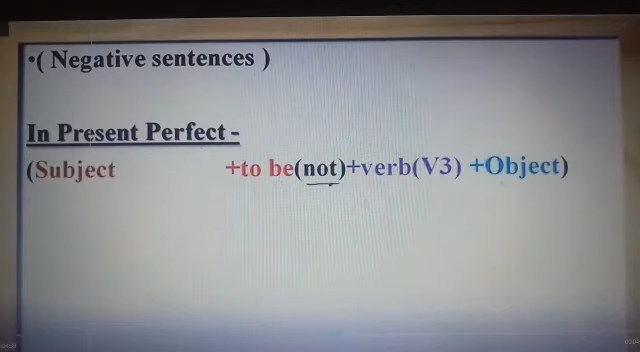 •( Negative sentences )
In Present Perfect -
(Subject +to be(not)+verb(V3) +Object)